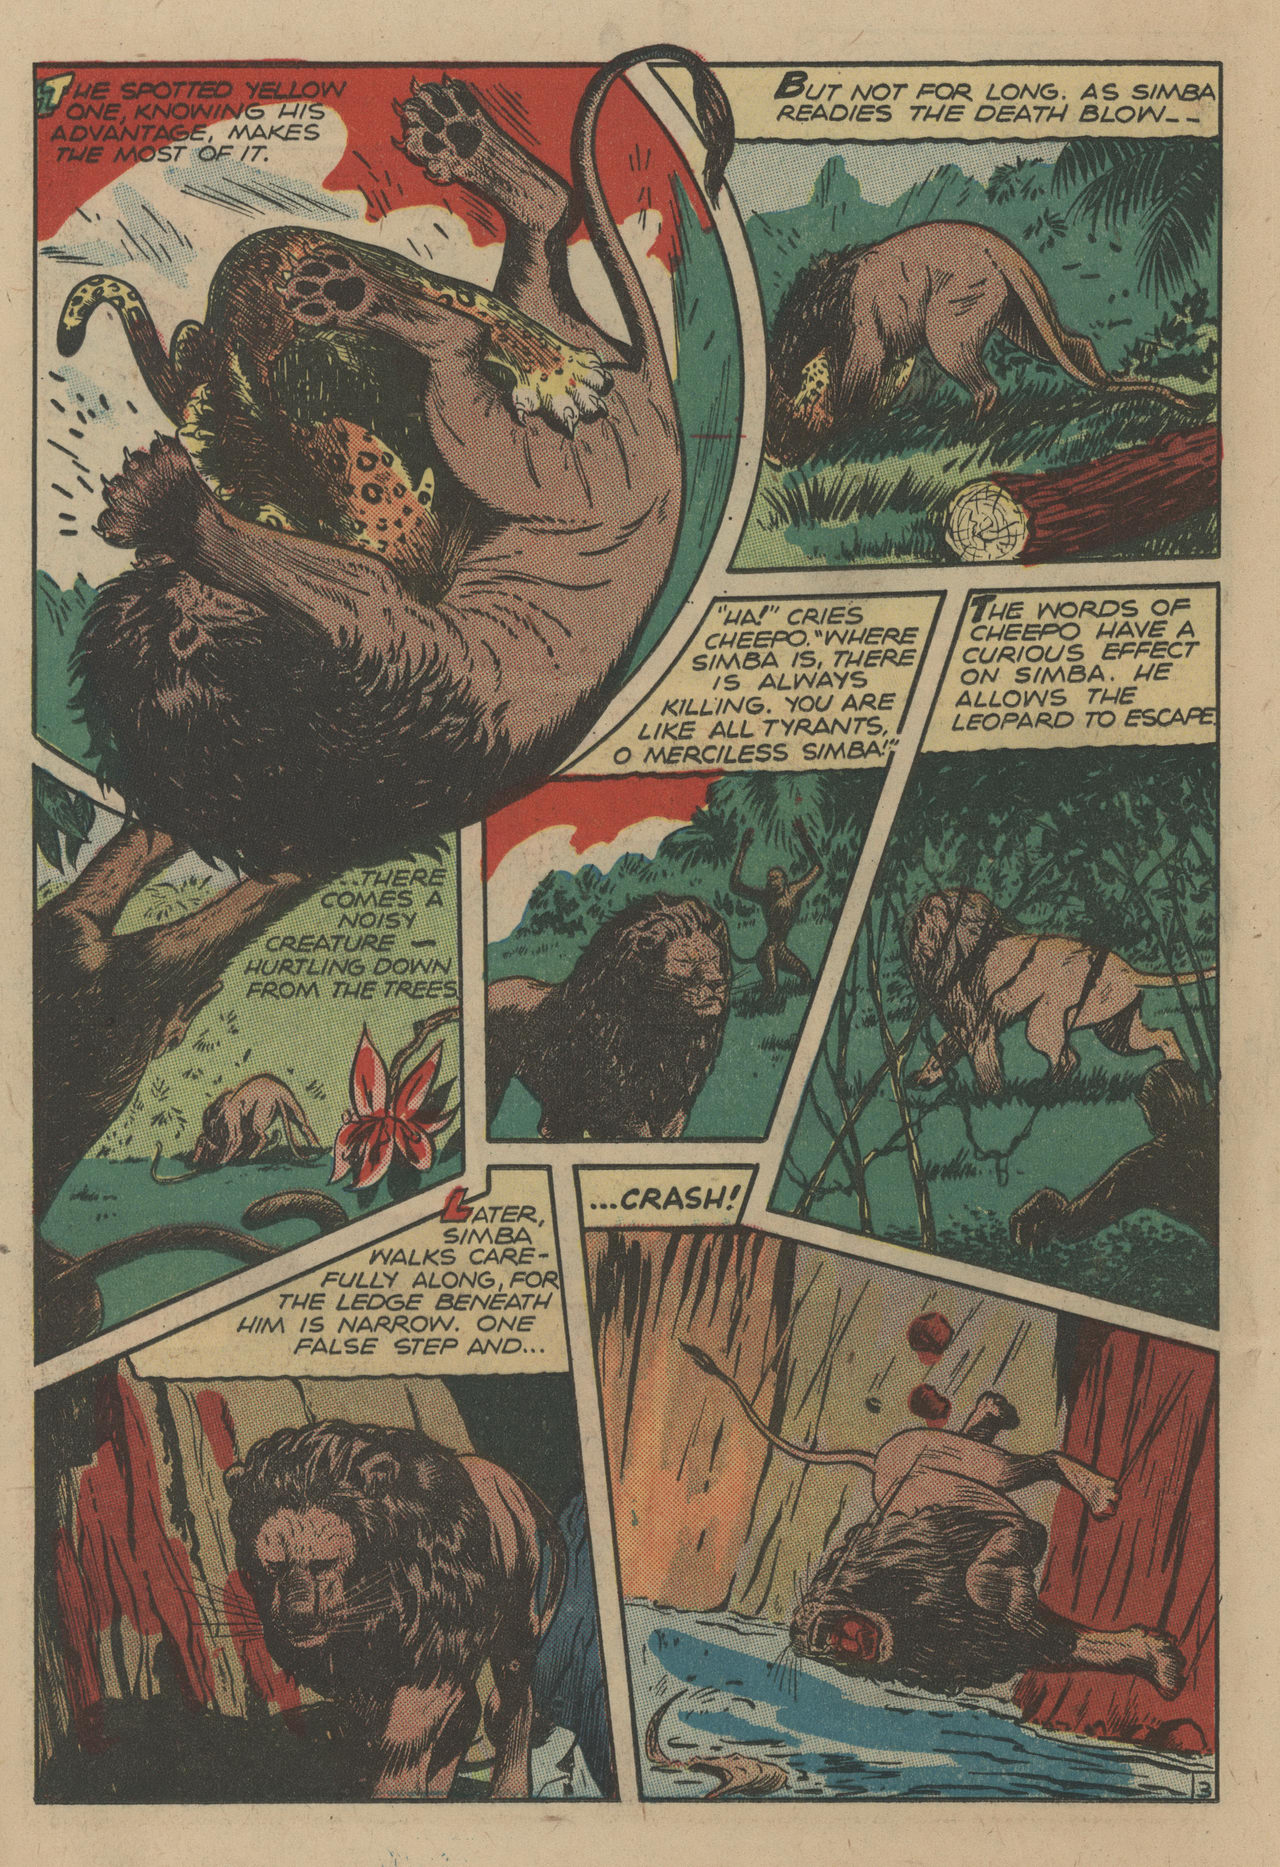 THE SPOTTED YELLOW
ONE, KNOWING HIS
ADVANTAGE, MAKES
THE MOST OF IT.
BUT NOT FOR LONG. AS SIMBA
READIES THE DEATH BLOW--
...THERE
COMES A
NOISY
CREATURE —
HURTLING DOWN
FROM THE TREES
"HA!" CRIES
CHEEPO. "WHERE
SIMBA IS, THERE
IS ALWAYS
KILLING. YOU ARE
LIKE ALL TYRANTS,
O MERCILESS SIMBA!"
THE WORDS OF
CHEEPO HAVE A
CURIOUS EFFECT
ON SIMBA. HE
ALLOWS THE
LEOPARD TO ESCAPE.
LATER,
SIMBA
WALKS CARE-
FULLY ALONG, FOR
THE LEDGE BENEATH
HIM IS NARROW. ONE
FALSE STEP AND...
...CRASH!
3